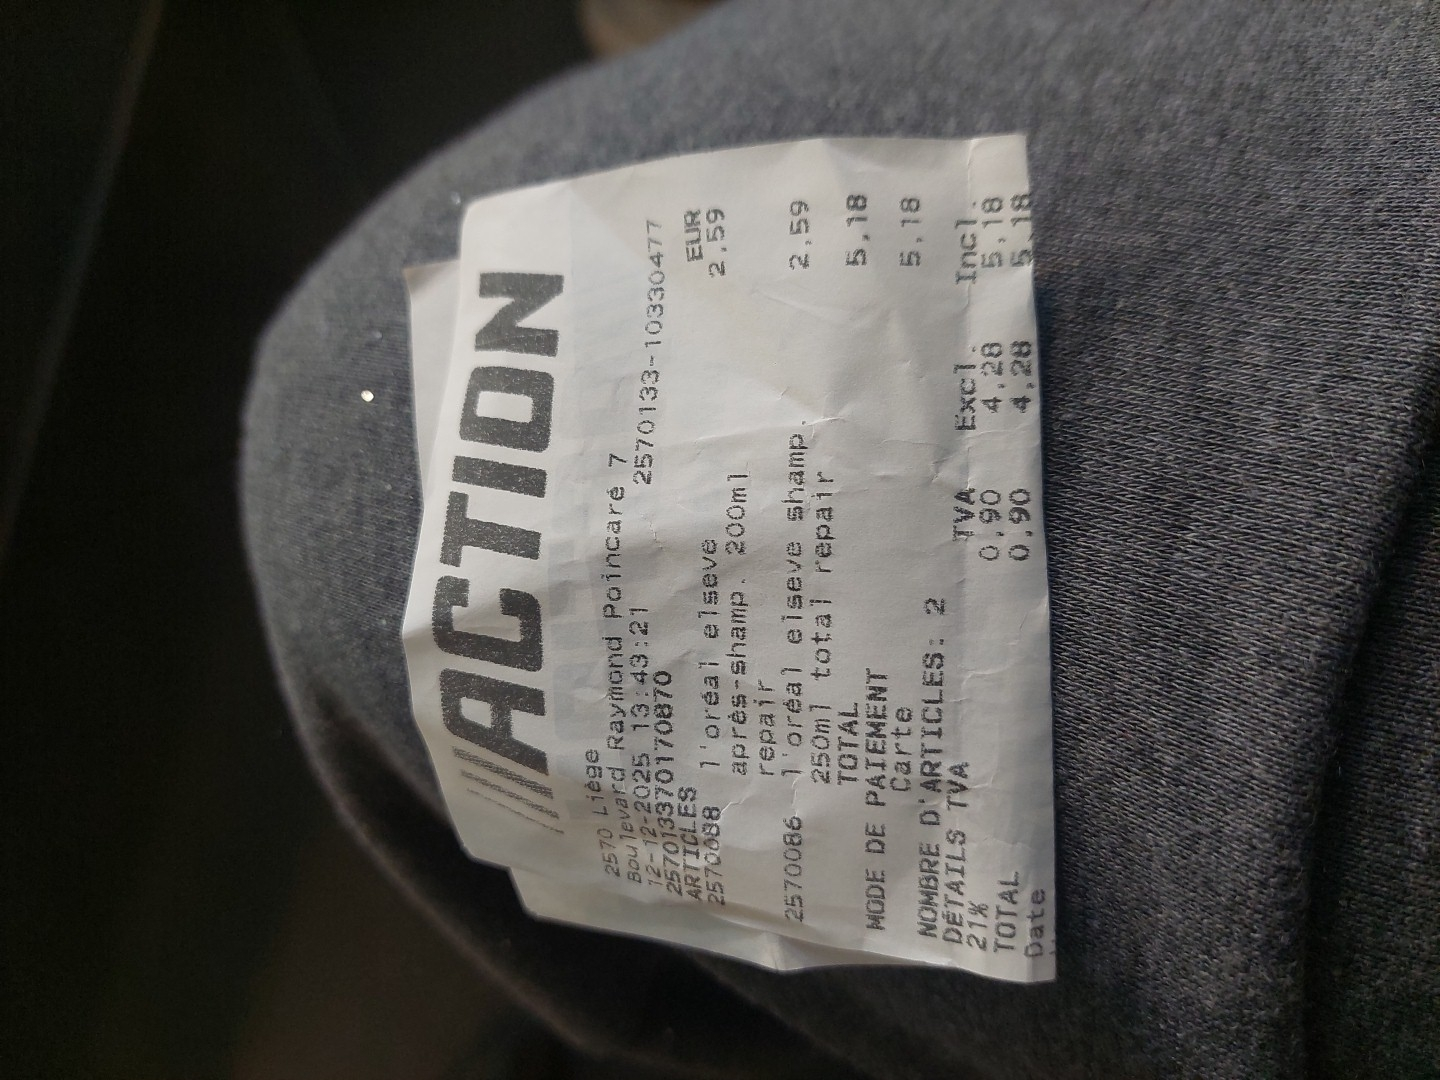 ACTION
2570 Liège
Boulevard Raymond Poincaré 7
12-12-2025 13:43:21 2570133-10330477
2570133701170870
ARTICLES EUR
2570088 l'oréal elseve 2,59
après-shamp. 200ml
repair
2570086 l'oréal elseve shamp. 2,59
250ml total repair
TOTAL 5,18
MODE DE PAIEMENT
Carte 5,18
NOMBRE D'ARTICLES: 2
DÉTAILS TVA TVA Excl. Incl.
21% 0,90 4,28 5,18
TOTAL 0,90 4,28 5,18
Date